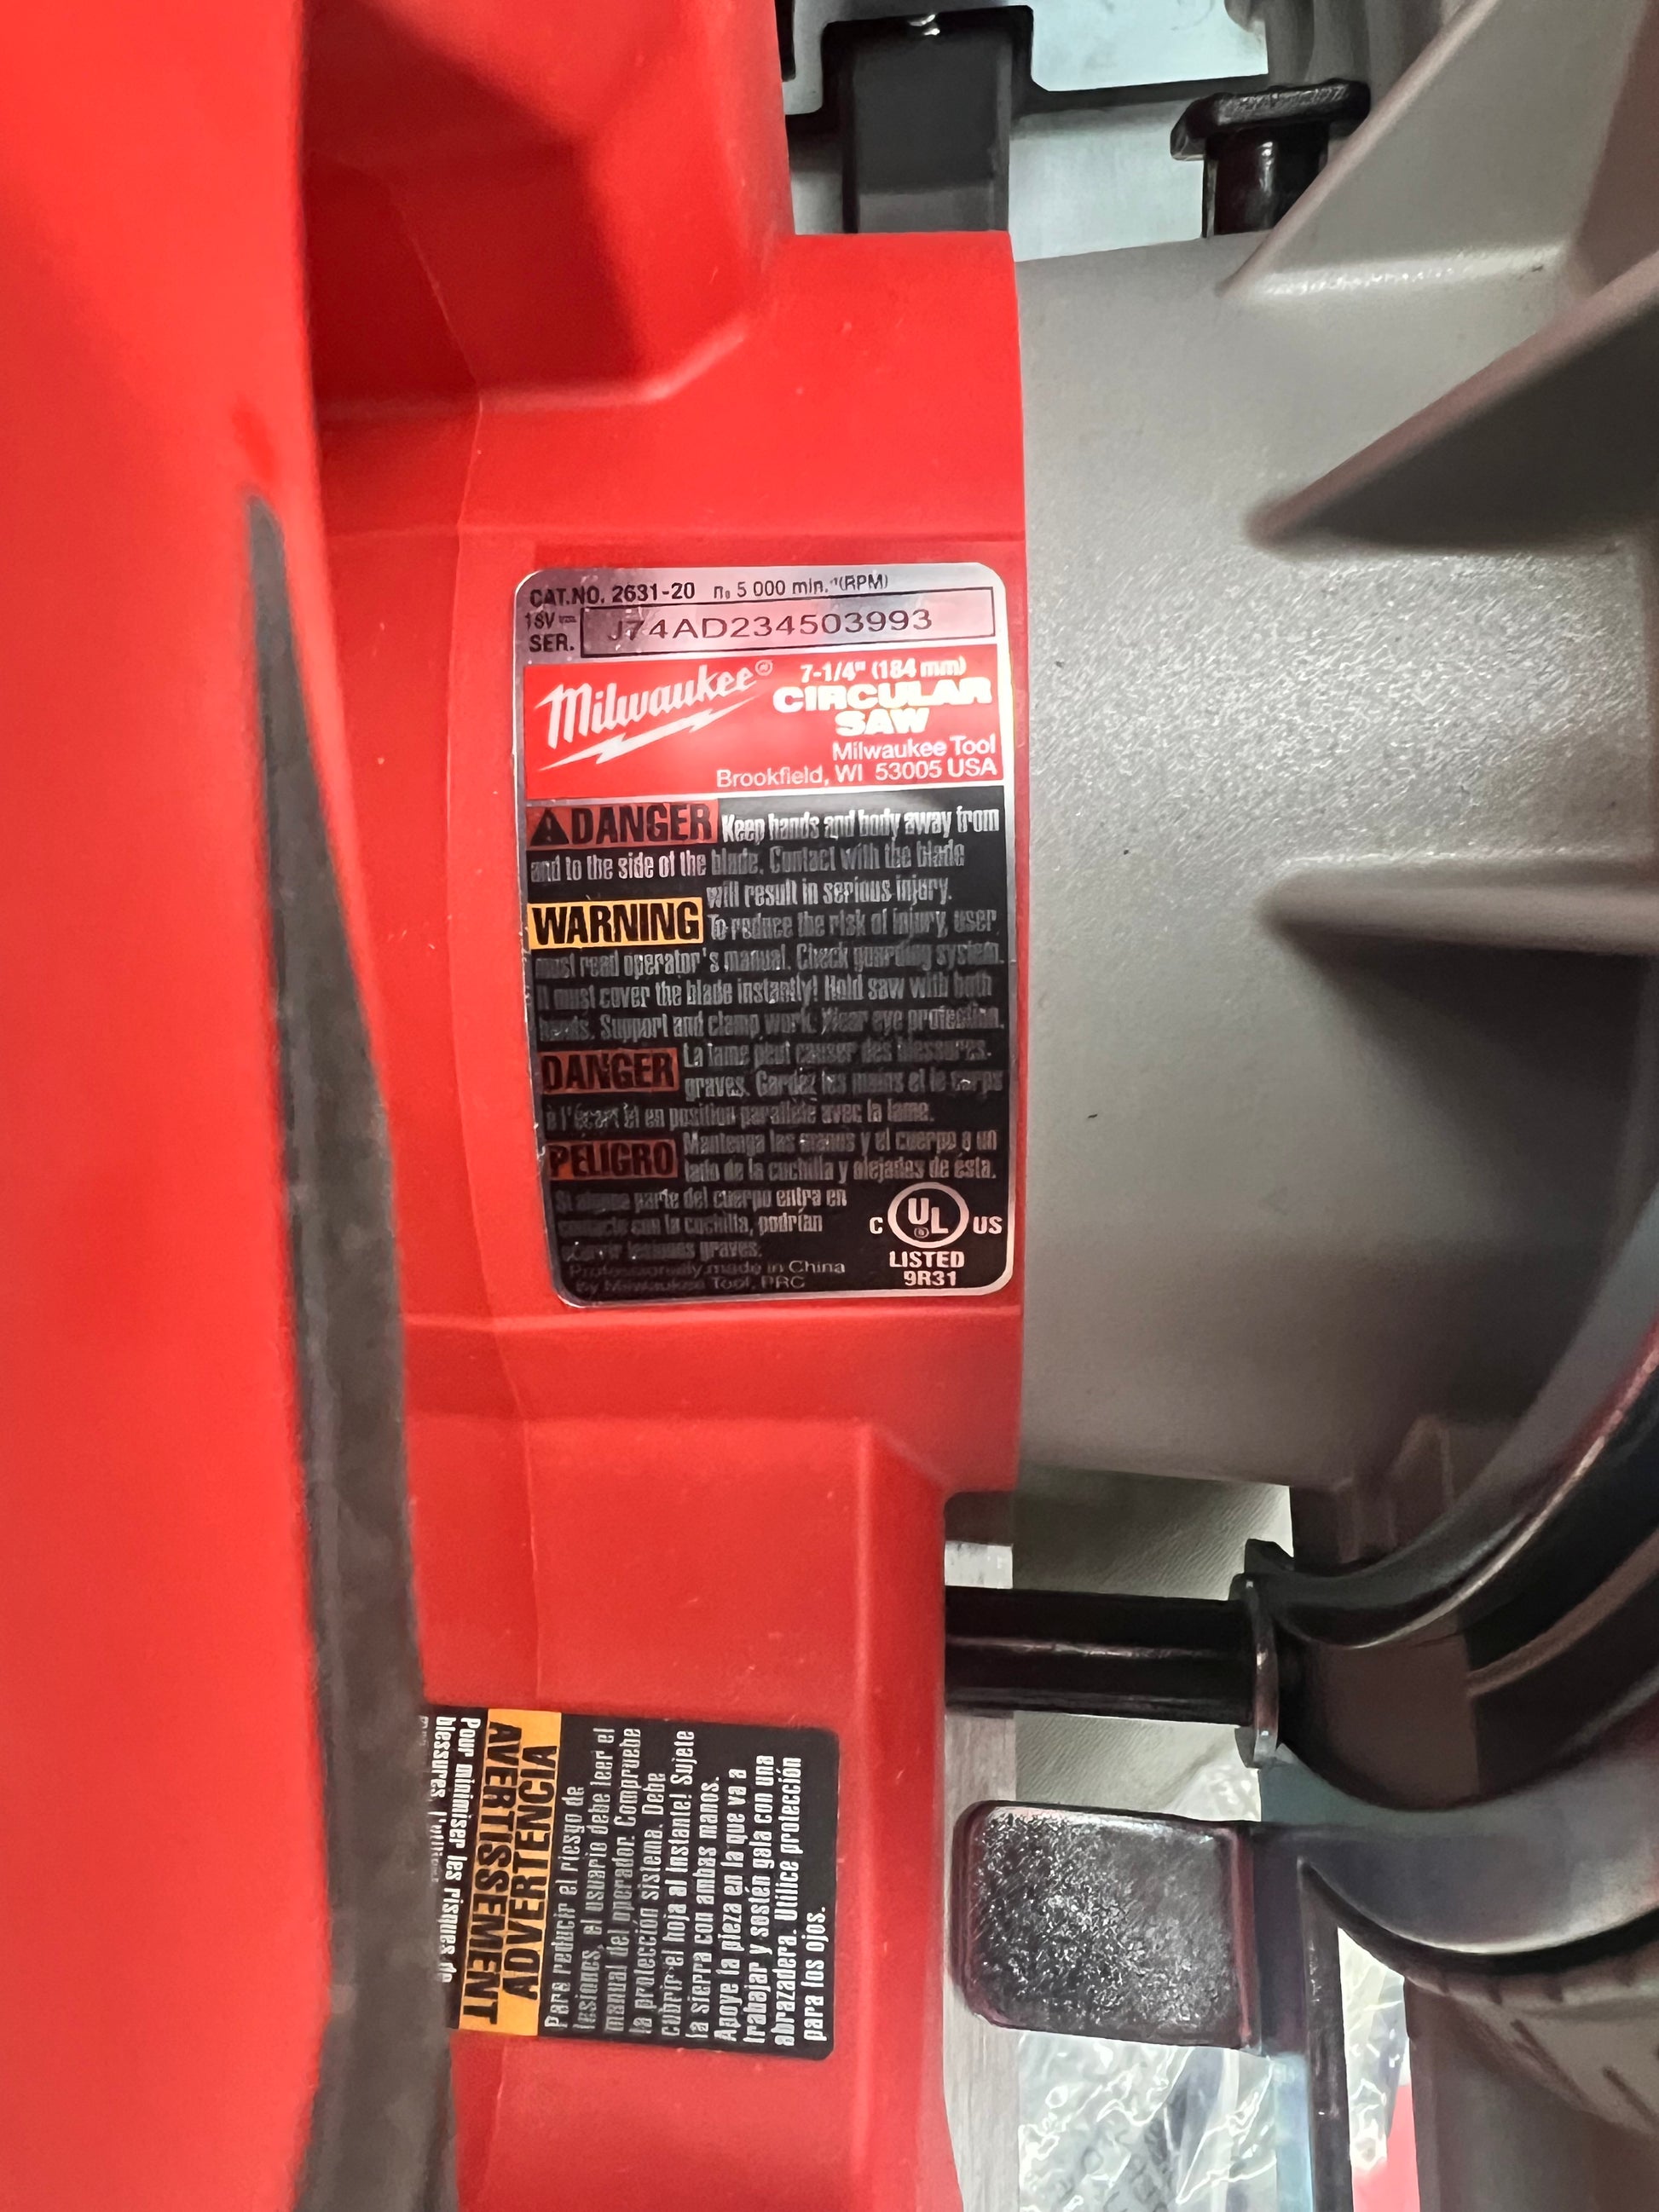 CAT.NO. 2631-20 n₀ 5 000 min.⁻¹(RPM)
18V⎓
SER. J74AD234503993
Milwaukee®
7-1/4" (184 mm)
CIRCULAR
SAW
Milwaukee Tool
Brookfield, WI 53005 USA
⚠DANGER Keep hands and body away from
and to the side of the blade. Contact with the blade
will result in serious injury.
WARNING To reduce the risk of injury, user
must read operator's manual. Check guarding system.
It must cover the blade instantly! Hold saw with both
hands. Support and clamp work. Wear eye protection.
DANGER La lame peut causer des blessures
graves. Gardez les mains et le corps
à l'écart et en position parallèle avec la lame.
PELIGRO Mantenga las manos y el cuerpo a un
lado de la cuchilla y alejadas de ésta.
Si alguna parte del cuerpo entra en
contacto con la cuchilla, podrían
ocurrir lesiones graves.
Professionally made in China
By Milwaukee Tool, PRC
C UL® US
LISTED
9R31
Pour minimiser les risques de
blessures, l'utilisateur
AVERTISSEMENT
ADVERTENCIA
Para reducir el riesgo de
lesiones, el usuario debe leer el
manual del operador. Compruebe
la protección sistema. Debe
cubrir el hoja al instante! Sujete
la sierra con ambas manos.
Apoye la pieza en la que va a
trabajar y sostén gala con una
abrazadera. Utilice protección
para los ojos.